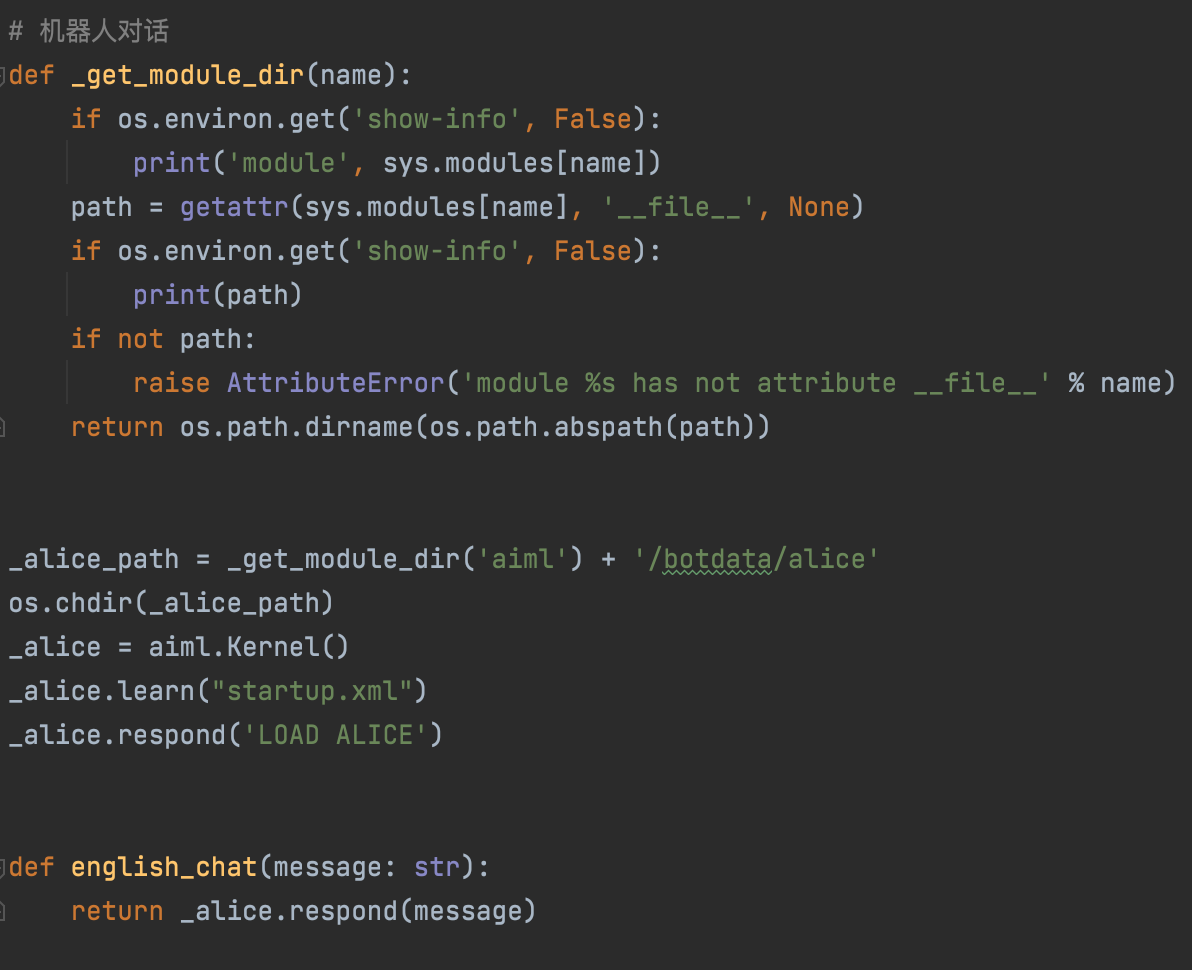 # 机器人对话
def _get_module_dir(name):
    if os.environ.get('show-info', False):
        print('module', sys.modules[name])
    path = getattr(sys.modules[name], '__file__', None)
    if os.environ.get('show-info', False):
        print(path)
    if not path:
        raise AttributeError('module %s has not attribute __file__' % name)
    return os.path.dirname(os.path.abspath(path))
_alice_path = _get_module_dir('aiml') + '/botdata/alice'
os.chdir(_alice_path)
_alice = aiml.Kernel()
_alice.learn("startup.xml")
_alice.respond('LOAD ALICE')
def english_chat(message: str):
    return _alice.respond(message)